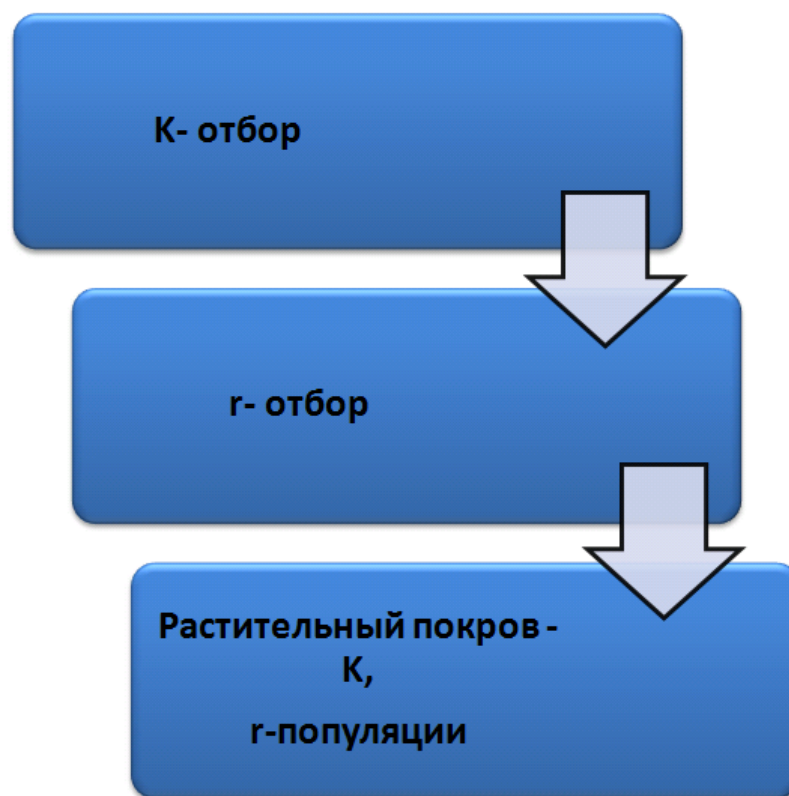 K- отбор
r- отбор
Растительный покров -
K,
r-популяции